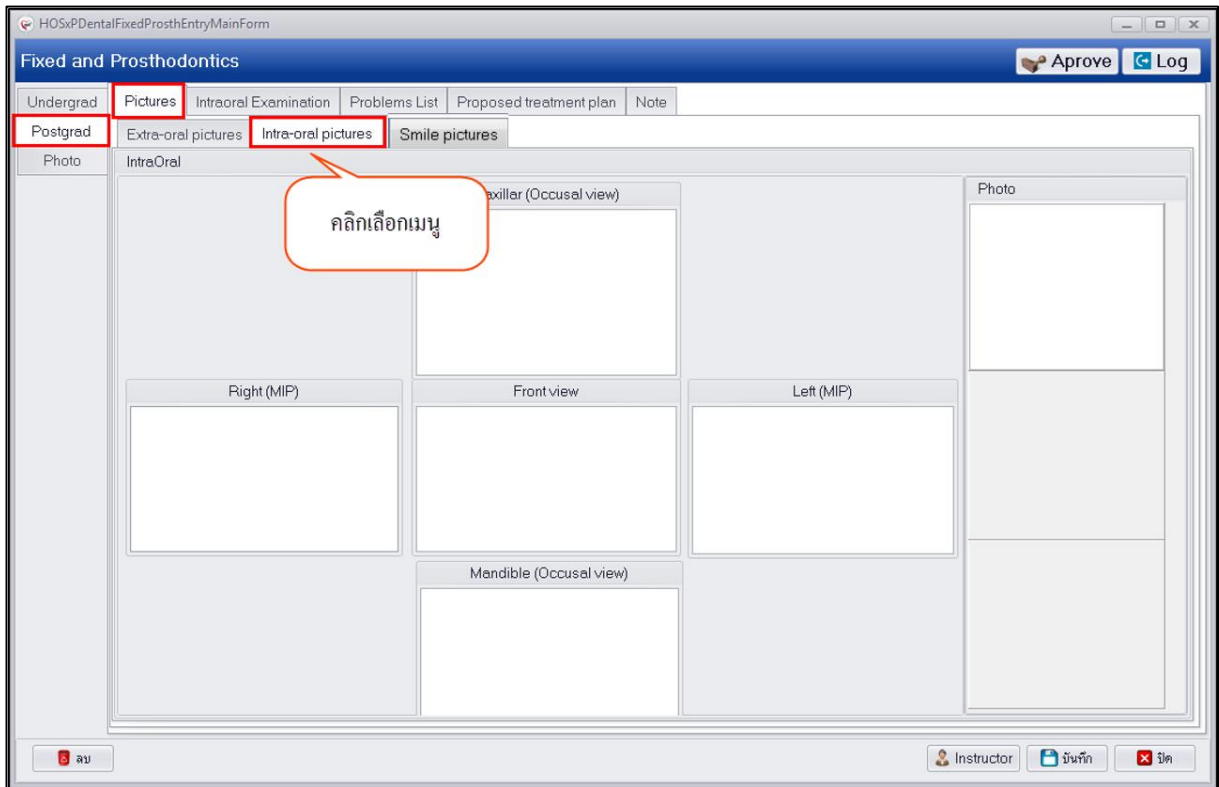 HOSxPDentalFixedProsthEntryMainForm
Fixed and Prosthodontics
Aprove
Log
Undergrad
Pictures
Intraoral Examination
Problems List
Proposed treatment plan
Note
Postgrad
Extra-oral pictures
Intra-oral pictures
Smile pictures
Photo
IntraOral
axillar (Occusal view)
Photo
คลิกเลือกเมนู
Right (MIP)
Front view
Left (MIP)
Mandible (Occusal view)
ลบ
Instructor
บันทึก
ปิด